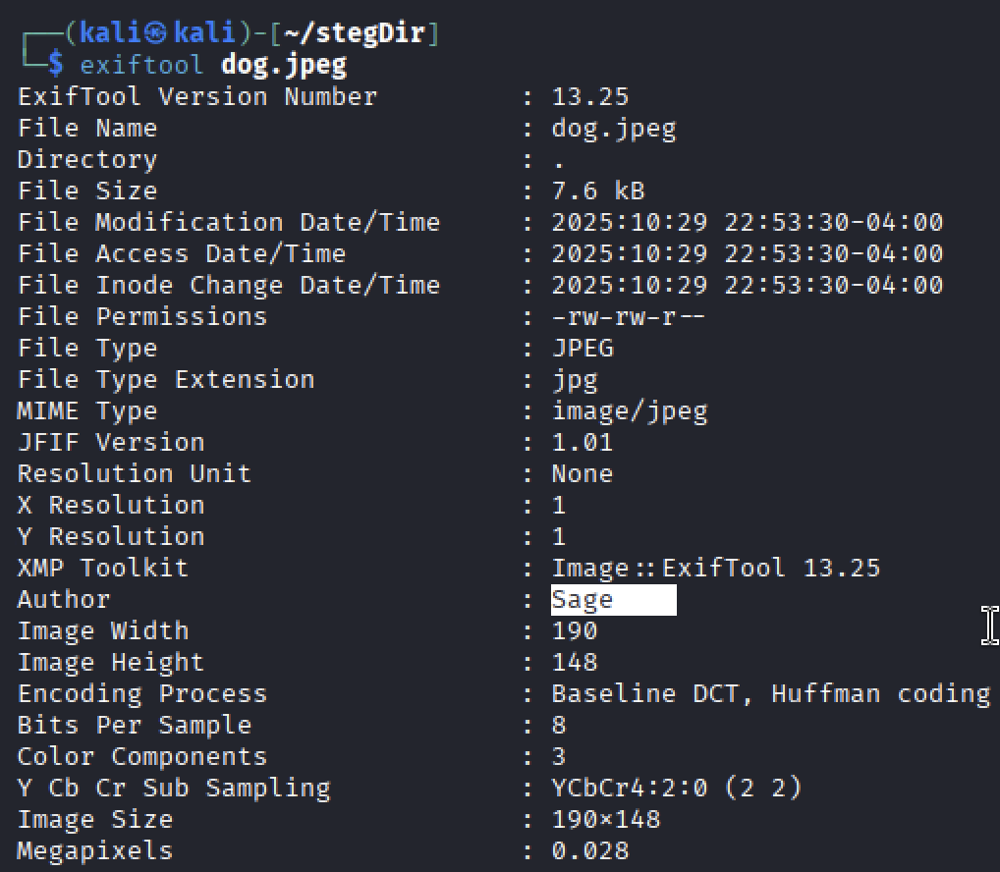 ┌──(kali㉿kali)-[~/stegDir]
└─$ exiftool dog.jpeg
ExifTool Version Number : 13.25
File Name : dog.jpeg
Directory : .
File Size : 7.6 kB
File Modification Date/Time : 2025:10:29 22:53:30-04:00
File Access Date/Time : 2025:10:29 22:53:30-04:00
File Inode Change Date/Time : 2025:10:29 22:53:30-04:00
File Permissions : -rw-rw-r--
File Type : JPEG
File Type Extension : jpg
MIME Type : image/jpeg
JFIF Version : 1.01
Resolution Unit : None
X Resolution : 1
Y Resolution : 1
XMP Toolkit : Image::ExifTool 13.25
Author : Sage
Image Width : 190
Image Height : 148
Encoding Process : Baseline DCT, Huffman coding
Bits Per Sample : 8
Color Components : 3
Y Cb Cr Sub Sampling : YCbCr4:2:0 (2 2)
Image Size : 190×148
Megapixels : 0.028